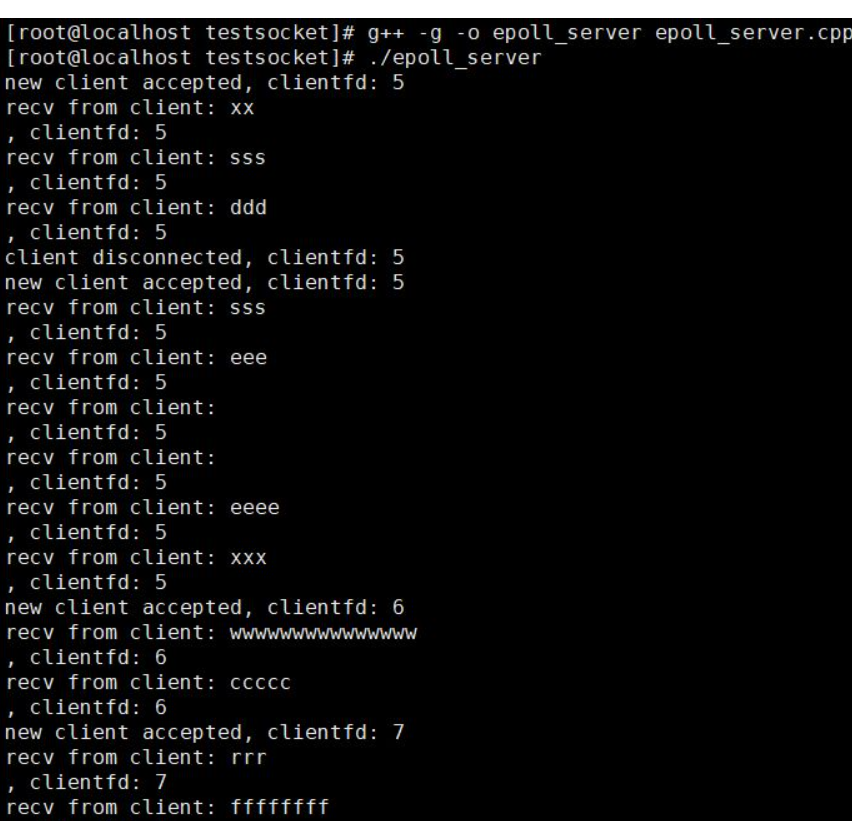 [root@localhost testsocket]# g++ -g -o epoll_server epoll_server.cpp
[root@localhost testsocket]# ./epoll_server
new client accepted, clientfd: 5
recv from client: xx
, clientfd: 5
recv from client: sss
, clientfd: 5
recv from client: ddd
, clientfd: 5
client disconnected, clientfd: 5
new client accepted, clientfd: 5
recv from client: sss
, clientfd: 5
recv from client: eee
, clientfd: 5
recv from client:
, clientfd: 5
recv from client:
, clientfd: 5
recv from client: eeee
, clientfd: 5
recv from client: xxx
, clientfd: 5
new client accepted, clientfd: 6
recv from client: wwwwwwwwwwwwwww
, clientfd: 6
recv from client: ccccc
, clientfd: 6
new client accepted, clientfd: 7
recv from client: rrr
, clientfd: 7
recv from client: ffffffff